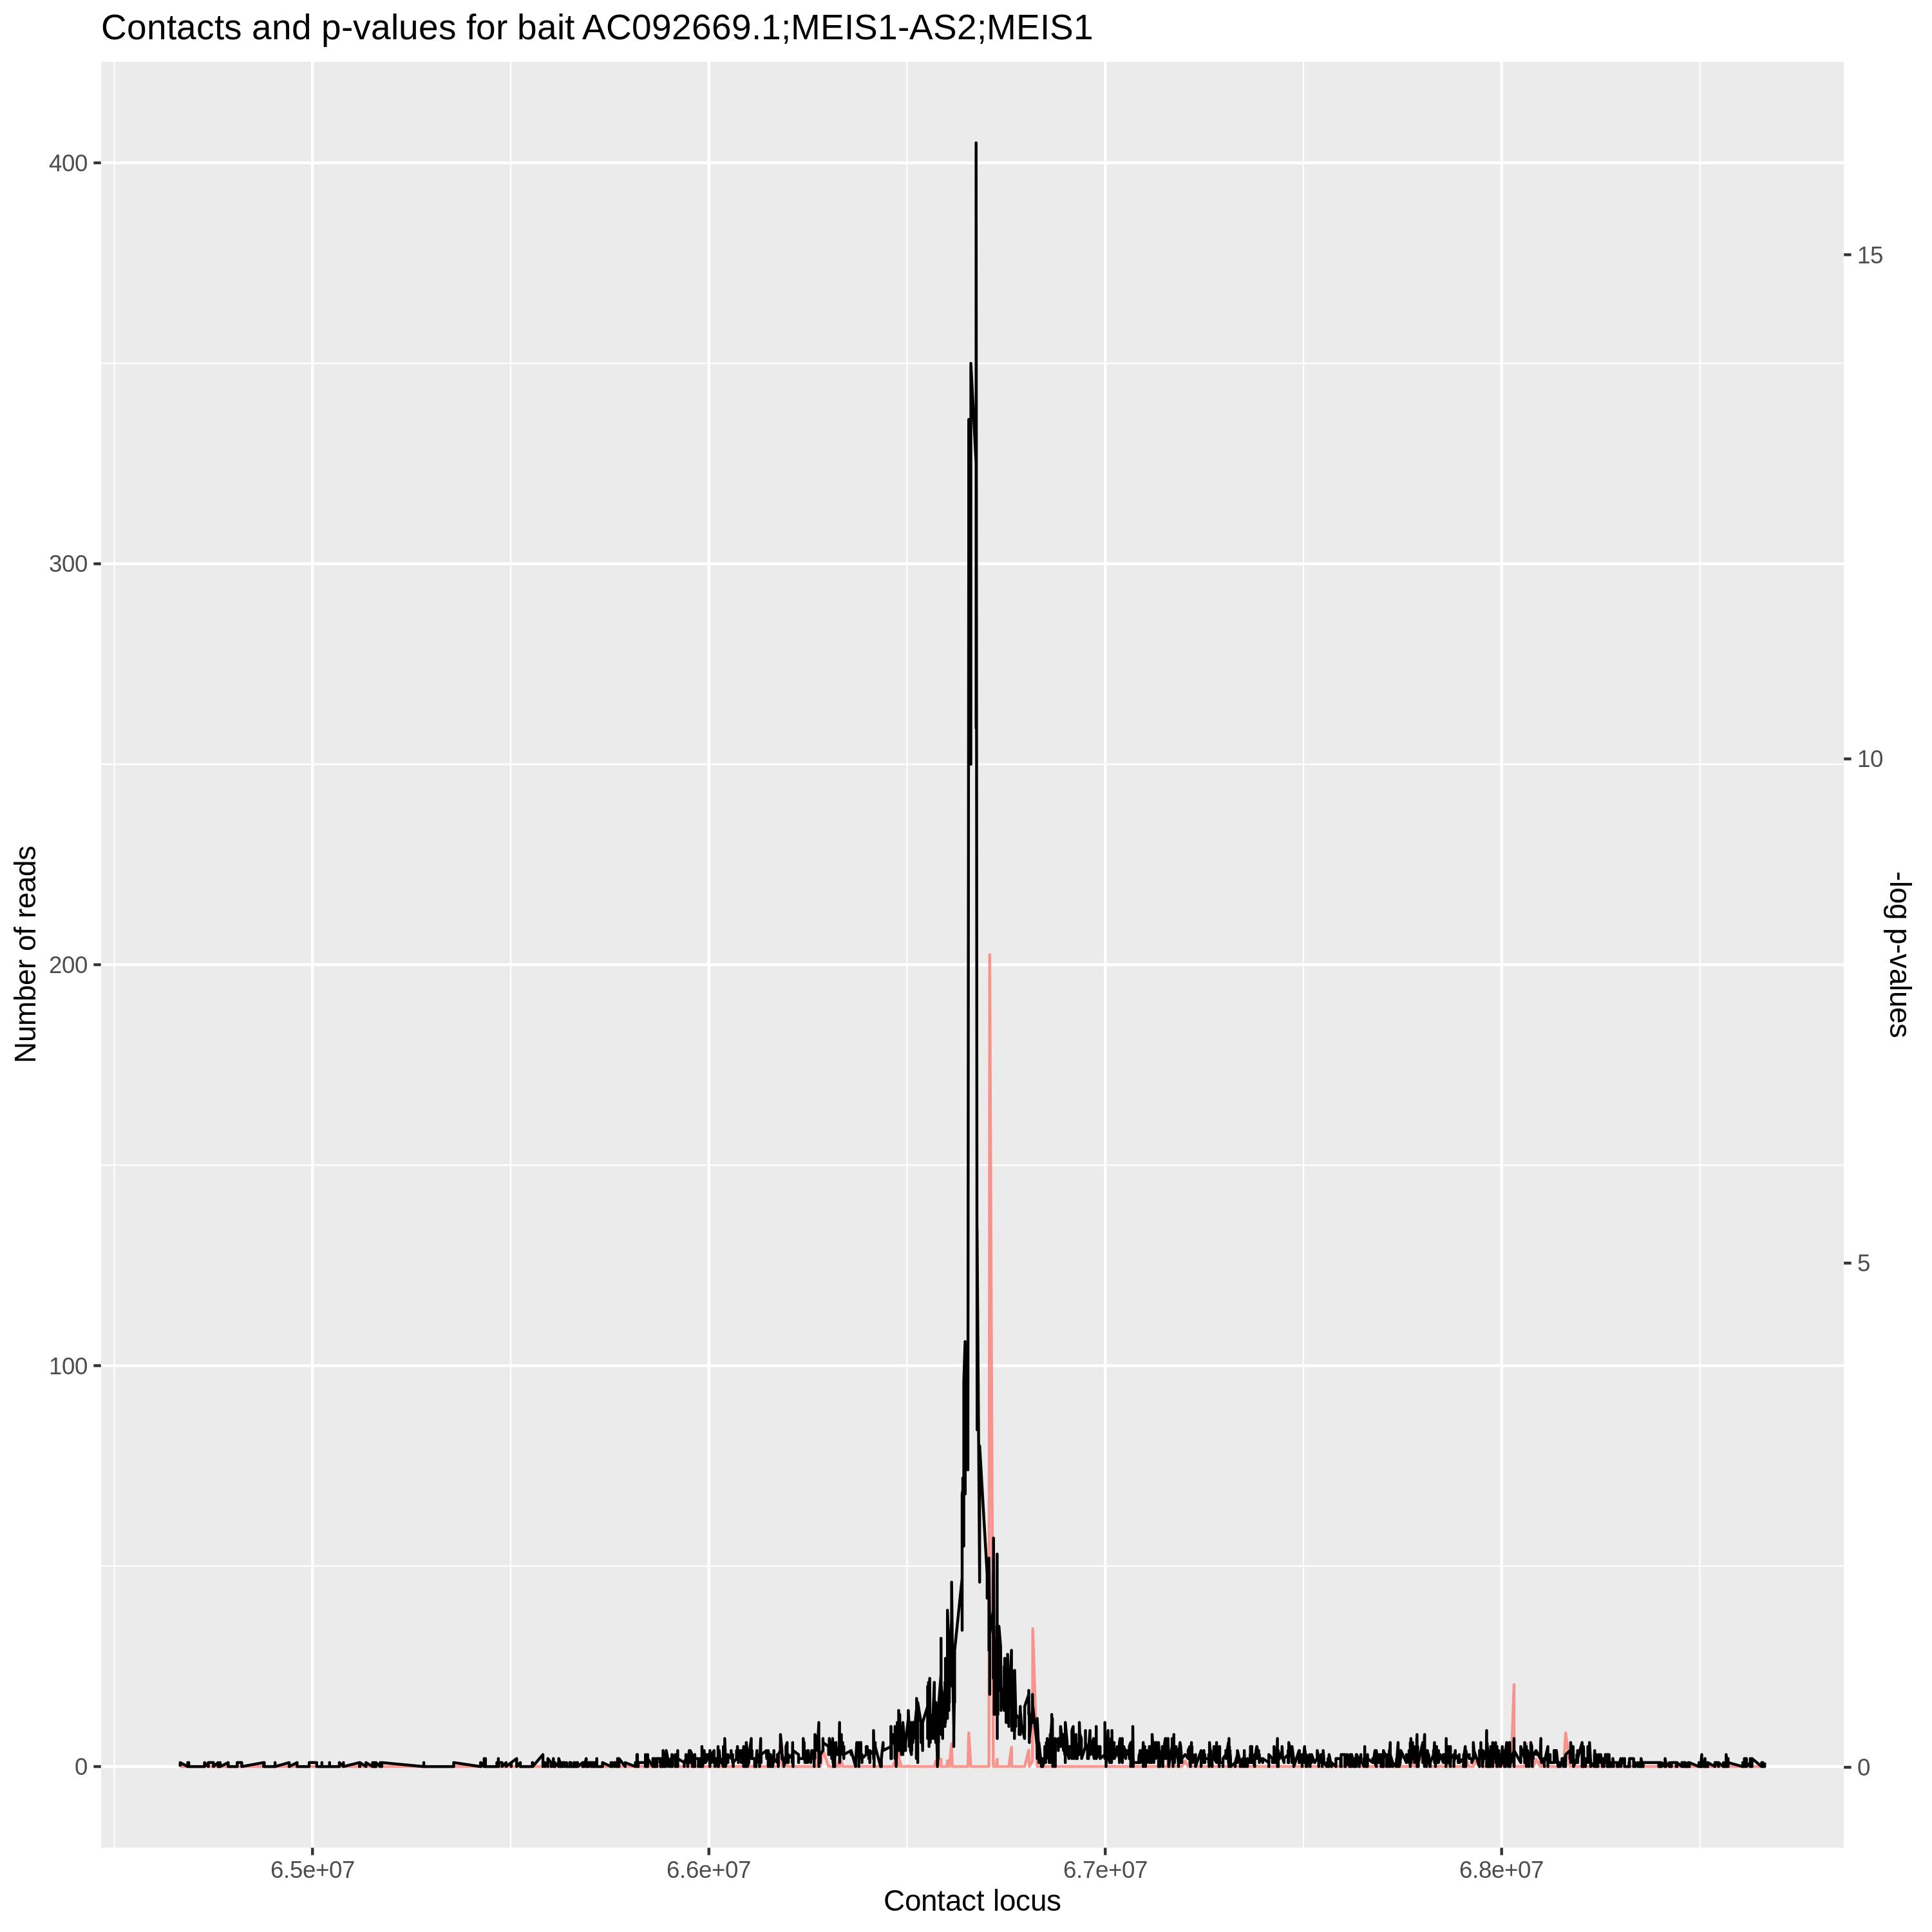 Contacts and p-values for bait AC092669.1;MEIS1-AS2;MEIS1
400
300
200
100
0
Number of reads
15
10
5
0
-log p-values
6.5e+07
6.6e+07
6.7e+07
6.8e+07
Contact locus